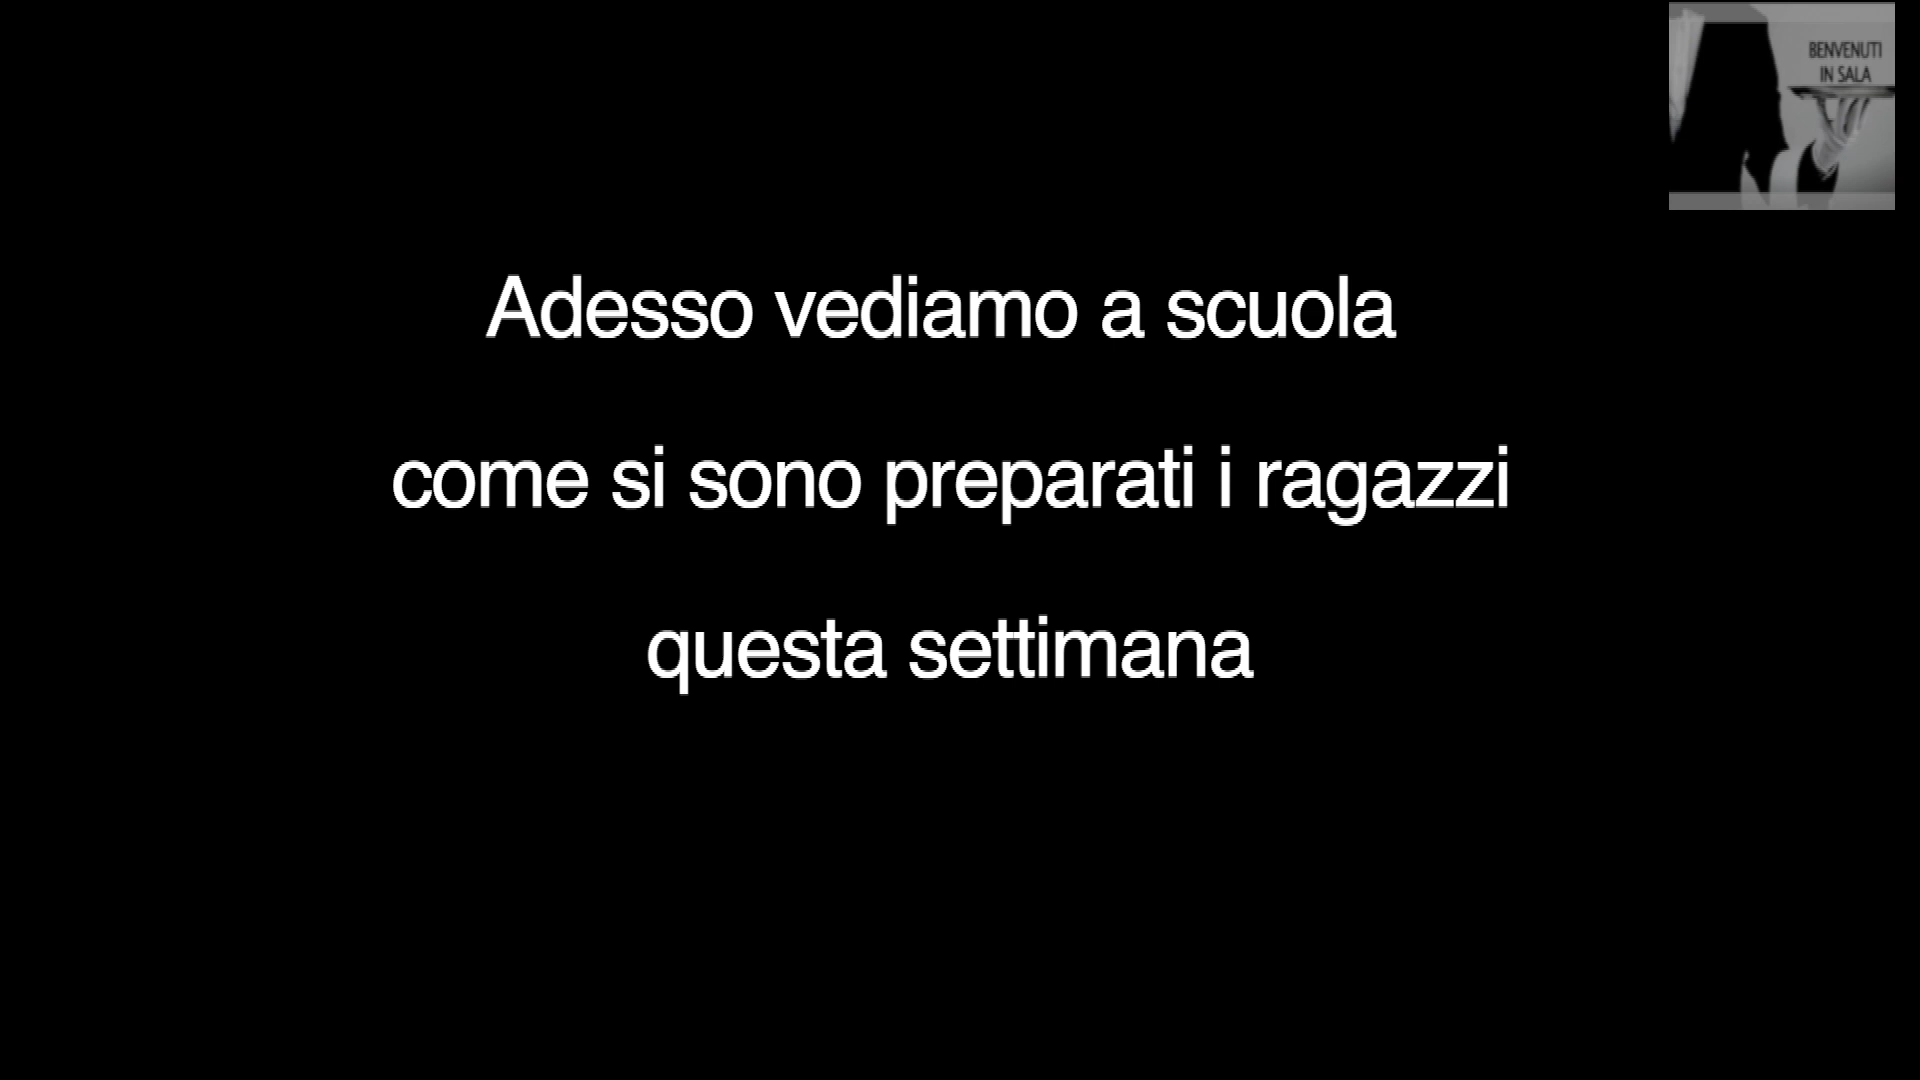 BENVENUTI
IN SALA
Adesso vediamo a scuola
come si sono preparati i ragazzi
questa settimana